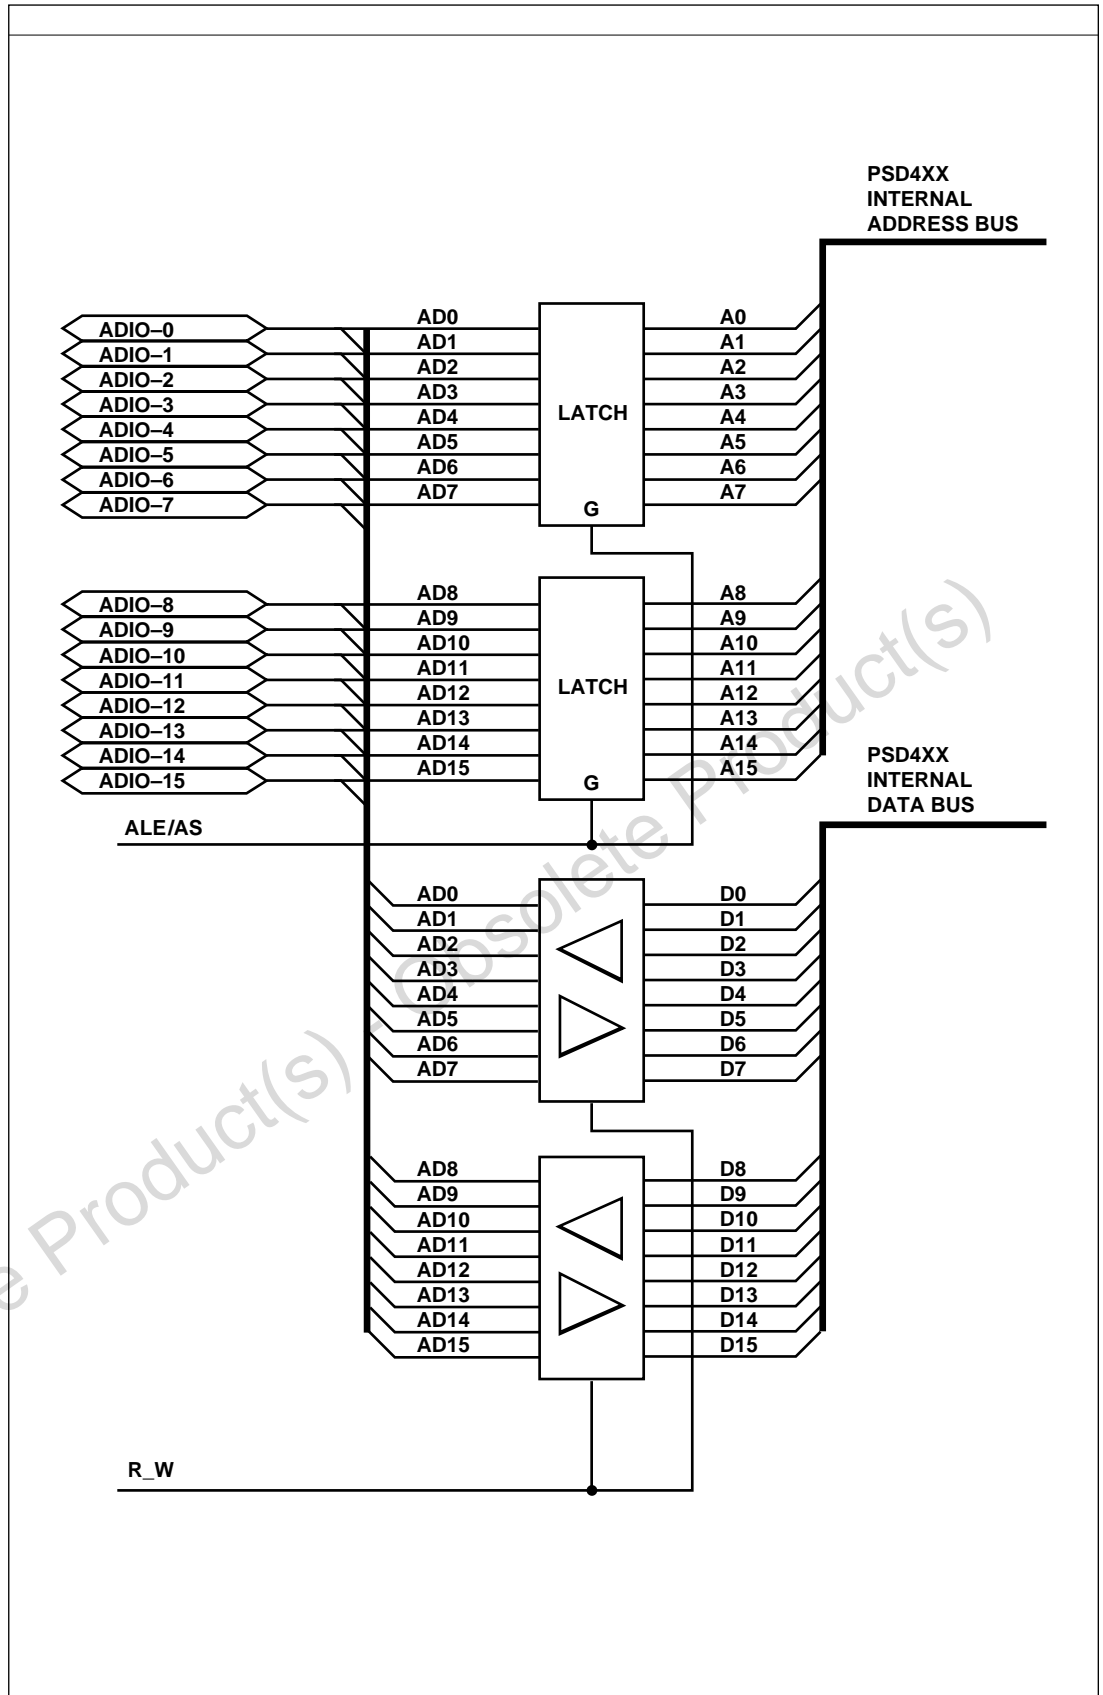 PSD4XX
INTERNAL
ADDRESS BUS
ADIO–0 AD0 A0
ADIO–1 AD1 A1
ADIO–2 AD2 A2
ADIO–3 AD3 A3
ADIO–4 AD4 LATCH A4
ADIO–5 AD5 A5
ADIO–6 AD6 A6
ADIO–7 AD7 A7
G
ADIO–8 AD8 A8
ADIO–9 AD9 A9
ADIO–10 AD10 A10
ADIO–11 AD11 A11
ADIO–12 AD12 LATCH A12
ADIO–13 AD13 A13
ADIO–14 AD14 A14
ADIO–15 AD15 A15
G
PSD4XX
INTERNAL
DATA BUS
ALE/AS
AD0 D0
AD1 D1
AD2 D2
AD3 D3
AD4 D4
AD5 D5
AD6 D6
AD7 D7
AD8 D8
AD9 D9
AD10 D10
AD11 D11
AD12 D12
AD13 D13
AD14 D14
AD15 D15
R_W
e Product(s) - Obsolete Product(s)